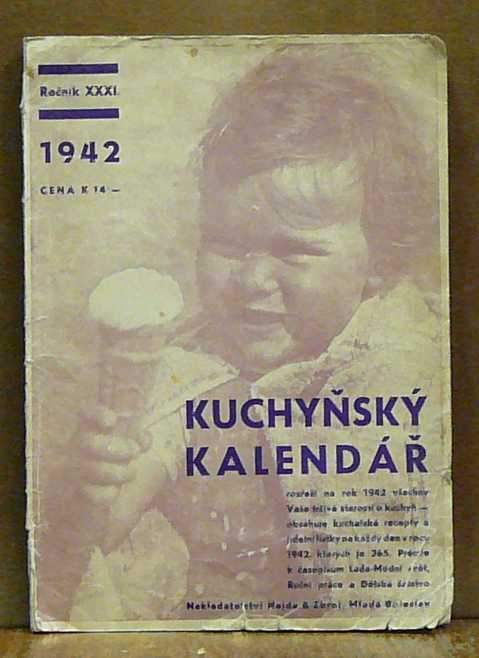 Ročník XXXI.
1942
CENA K 14 –
KUCHYŇSKÝ
KALENDÁŘ
rozřeší na rok 1942 všechny
Vaše tíživé starosti o kuchyň —
obsahuje kuchařské recepty a
jídelní lístky na každý den v roce
1942, kterých je 365. Prémie
k časopisům Lada-Módní svět,
Ruční práce a Dětské šatstvo
Nakladatelství Hajda & Zbroj, Mladá Boleslav